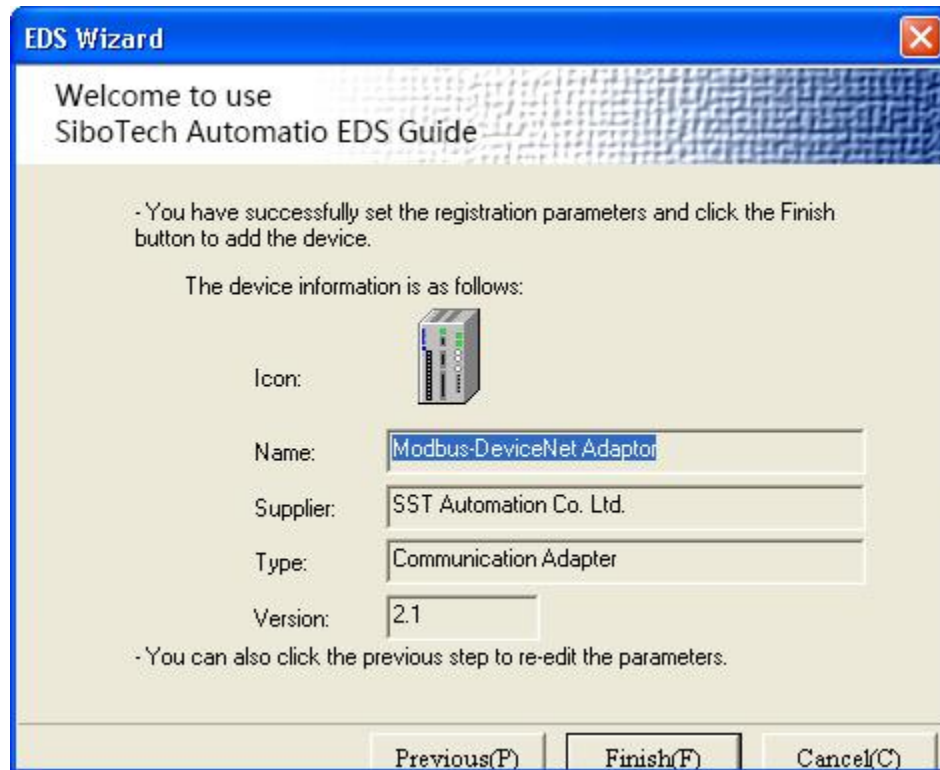 EDS Wizard
Welcome to use
SiboTech Automatio EDS Guide
- You have successfully set the registration parameters and click the Finish
button to add the device.
The device information is as follows:
Icon:
Name: Modbus-DeviceNet Adaptor
Supplier: SST Automation Co. Ltd.
Type: Communication Adapter
Version: 2.1
- You can also click the previous step to re-edit the parameters.
Previous(P) Finish(F) Cancel(C)